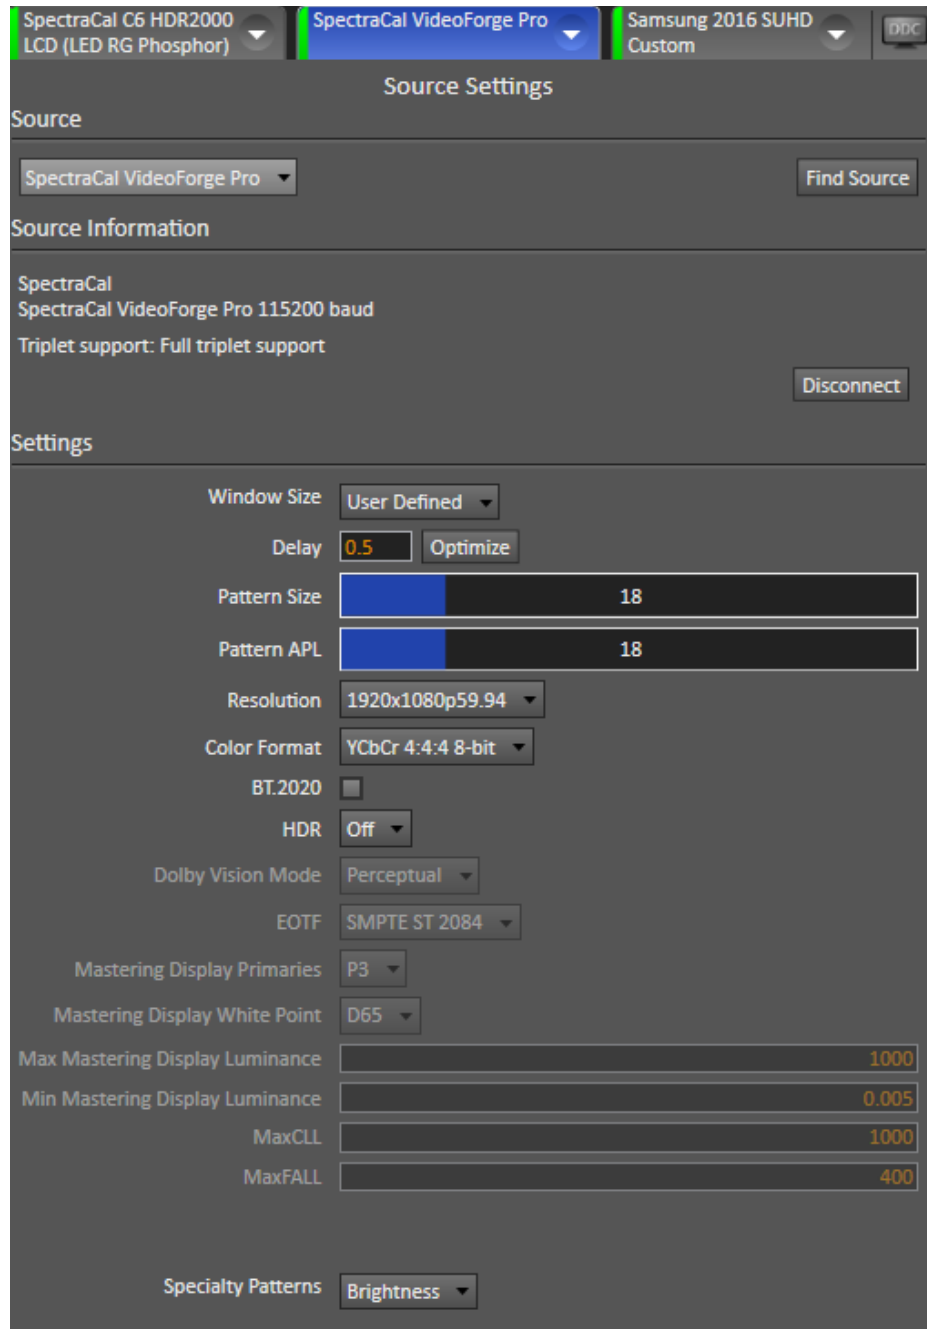 SpectraCal C6 HDR2000
LCD (LED RG Phosphor)
SpectraCal VideoForge Pro
Samsung 2016 SUHD
Custom
DDC
Source Settings
Source
SpectraCal VideoForge Pro
Find Source
Source Information
SpectraCal
SpectraCal VideoForge Pro 115200 baud
Triplet support: Full triplet support
Disconnect
Settings
Window Size User Defined
Delay 0.5 Optimize
Pattern Size 18
Pattern APL 18
Resolution 1920x1080p59.94
Color Format YCbCr 4:4:4 8-bit
BT.2020
HDR Off
Dolby Vision Mode Perceptual
EOTF SMPTE ST 2084
Mastering Display Primaries P3
Mastering Display White Point D65
Max Mastering Display Luminance 1000
Min Mastering Display Luminance 0.005
MaxCLL 1000
MaxFALL 400
Specialty Patterns Brightness